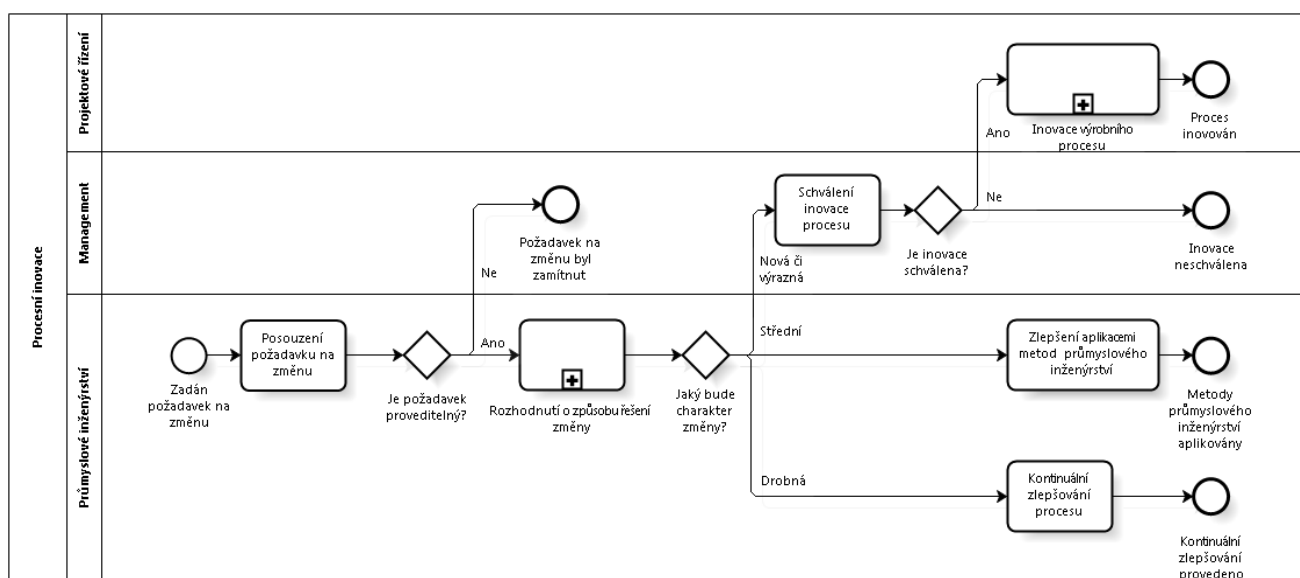 Procesní inovace
Projektové řízení
Ano
Inovace výrobního
procesu
Proces
inovován
Management
Požadavek na
změnu byl
zamítnut
Ne
Nová či
výrazná
Schválení
inovace
procesu
Je inovace
schválena?
Ne
Inovace
neschválena
Průmyslové inženýrství
Zadán
požadavek na
změnu
Posouzení
požadavku na
změnu
Je požadavek
proveditelný?
Ano
Rozhodnutí o způsobu řešení
změny
Jaký bude
charakter
změny?
Střední
Zlepšení aplikacemi
metod průmyslového
inženýrství
Metody
průmyslového
inženýrství
aplikovány
Drobná
Kontinuální
zlepšování
procesu
Kontinuální
zlepšování
provedeno